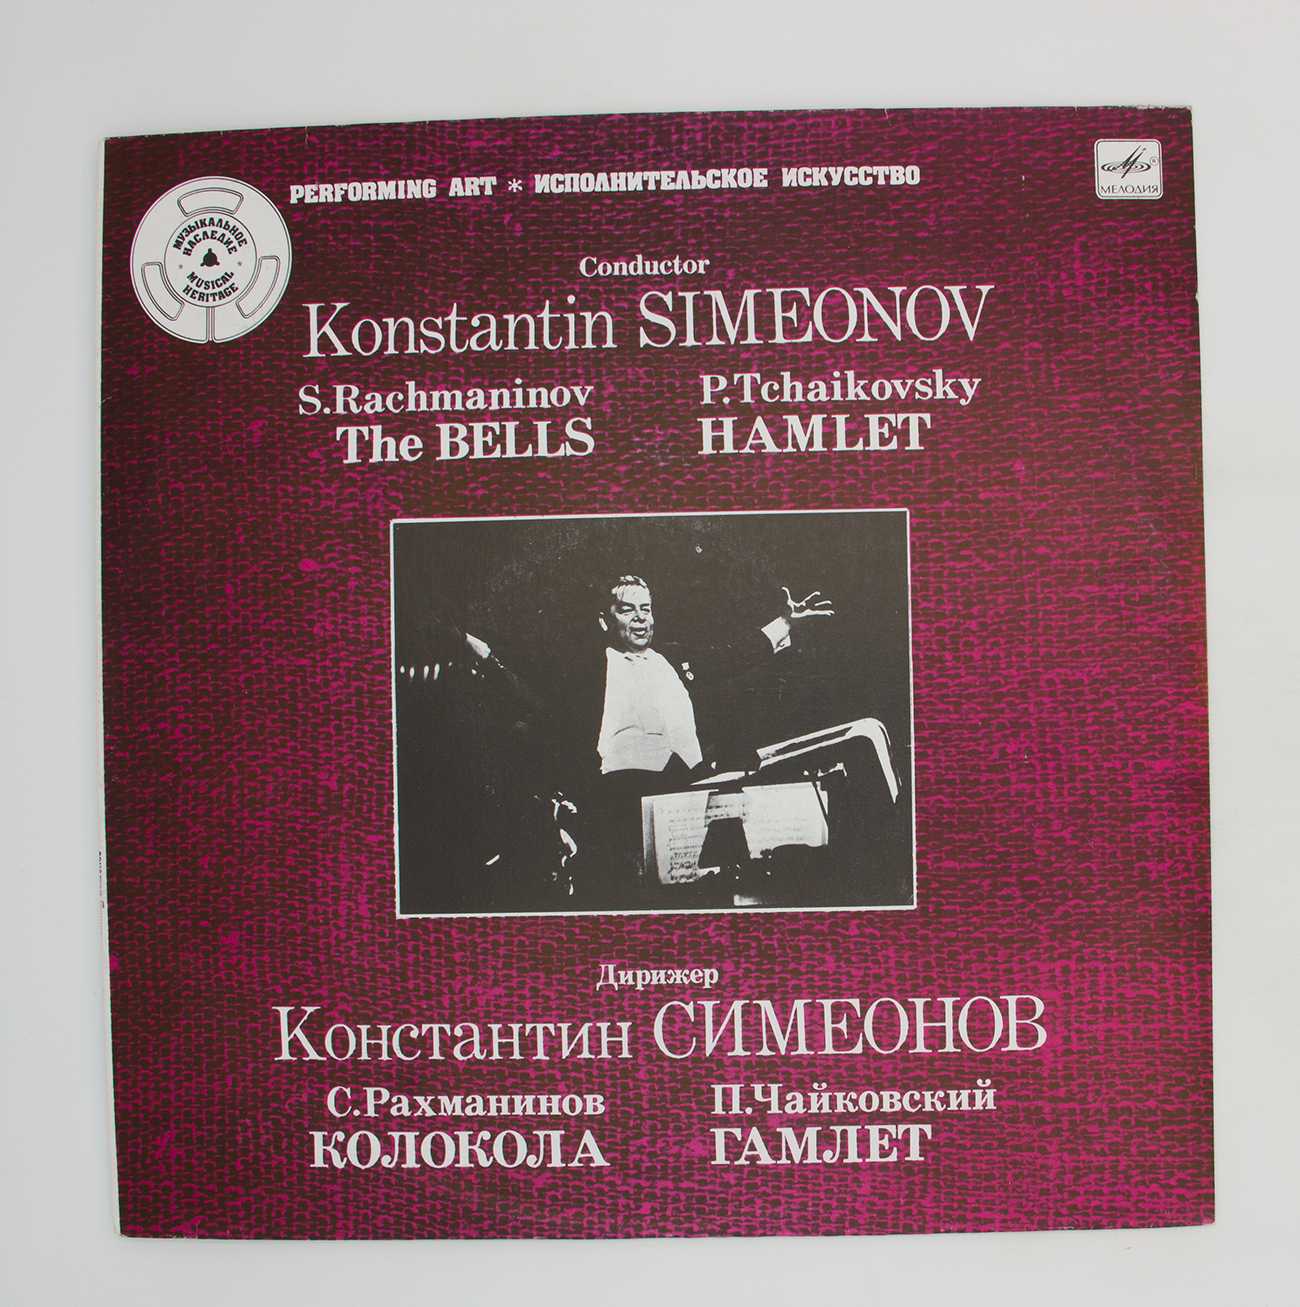 PERFORMING ART * ИСПОЛНИТЕЛЬСКОЕ ИСКУССТВО
МУЗЫКАЛЬНОЕ
НАСЛЕДИЕ
* MUSICAL *
HERITAGE
МЕЛОДИЯ
Conductor
Konstantin SIMEONOV
S.Rachmaninov
The BELLS
P.Tchaikovsky
HAMLET
Дирижер
Константин СИМЕОНОВ
С.Рахманинов
КОЛОКОЛА
П.Чайковский
ГАМЛЕТ